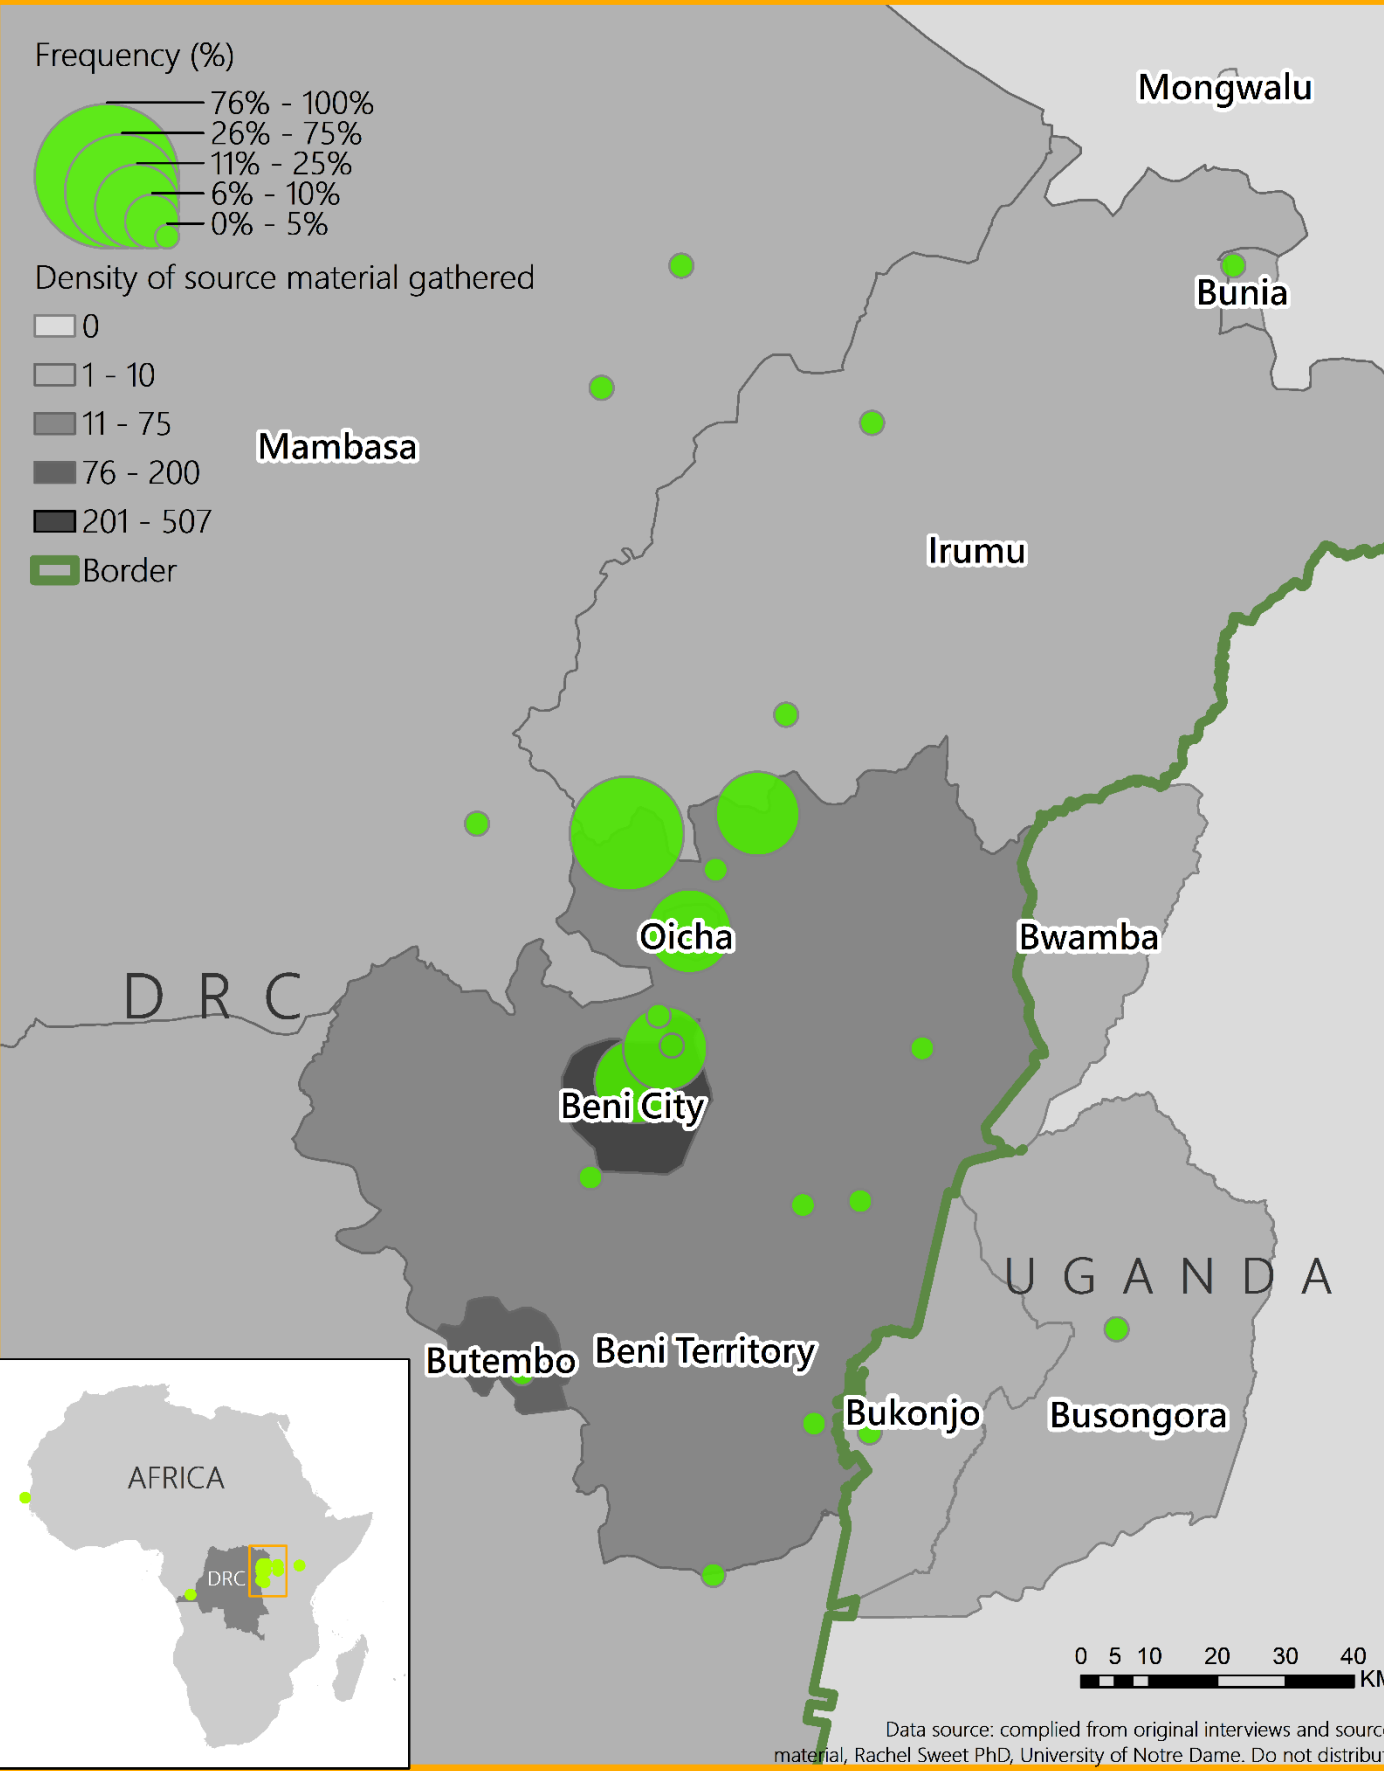 Frequency (%)
76% - 100%
26% - 75%
11% - 25%
6% - 10%
0% - 5%
Density of source material gathered
0
1 - 10
11 - 75
76 - 200
201 - 507
Border
Mongwalu
Bunia
Mambasa
Irumu
Oicha
Bwamba
D R C
Beni City
U G A N D A
Butembo
Beni Territory
Bukonjo
Busongora
AFRICA
DRC
0 5 10 20 30 40
KM
Data source: complied from original interviews and source
material, Rachel Sweet PhD, University of Notre Dame. Do not distribut